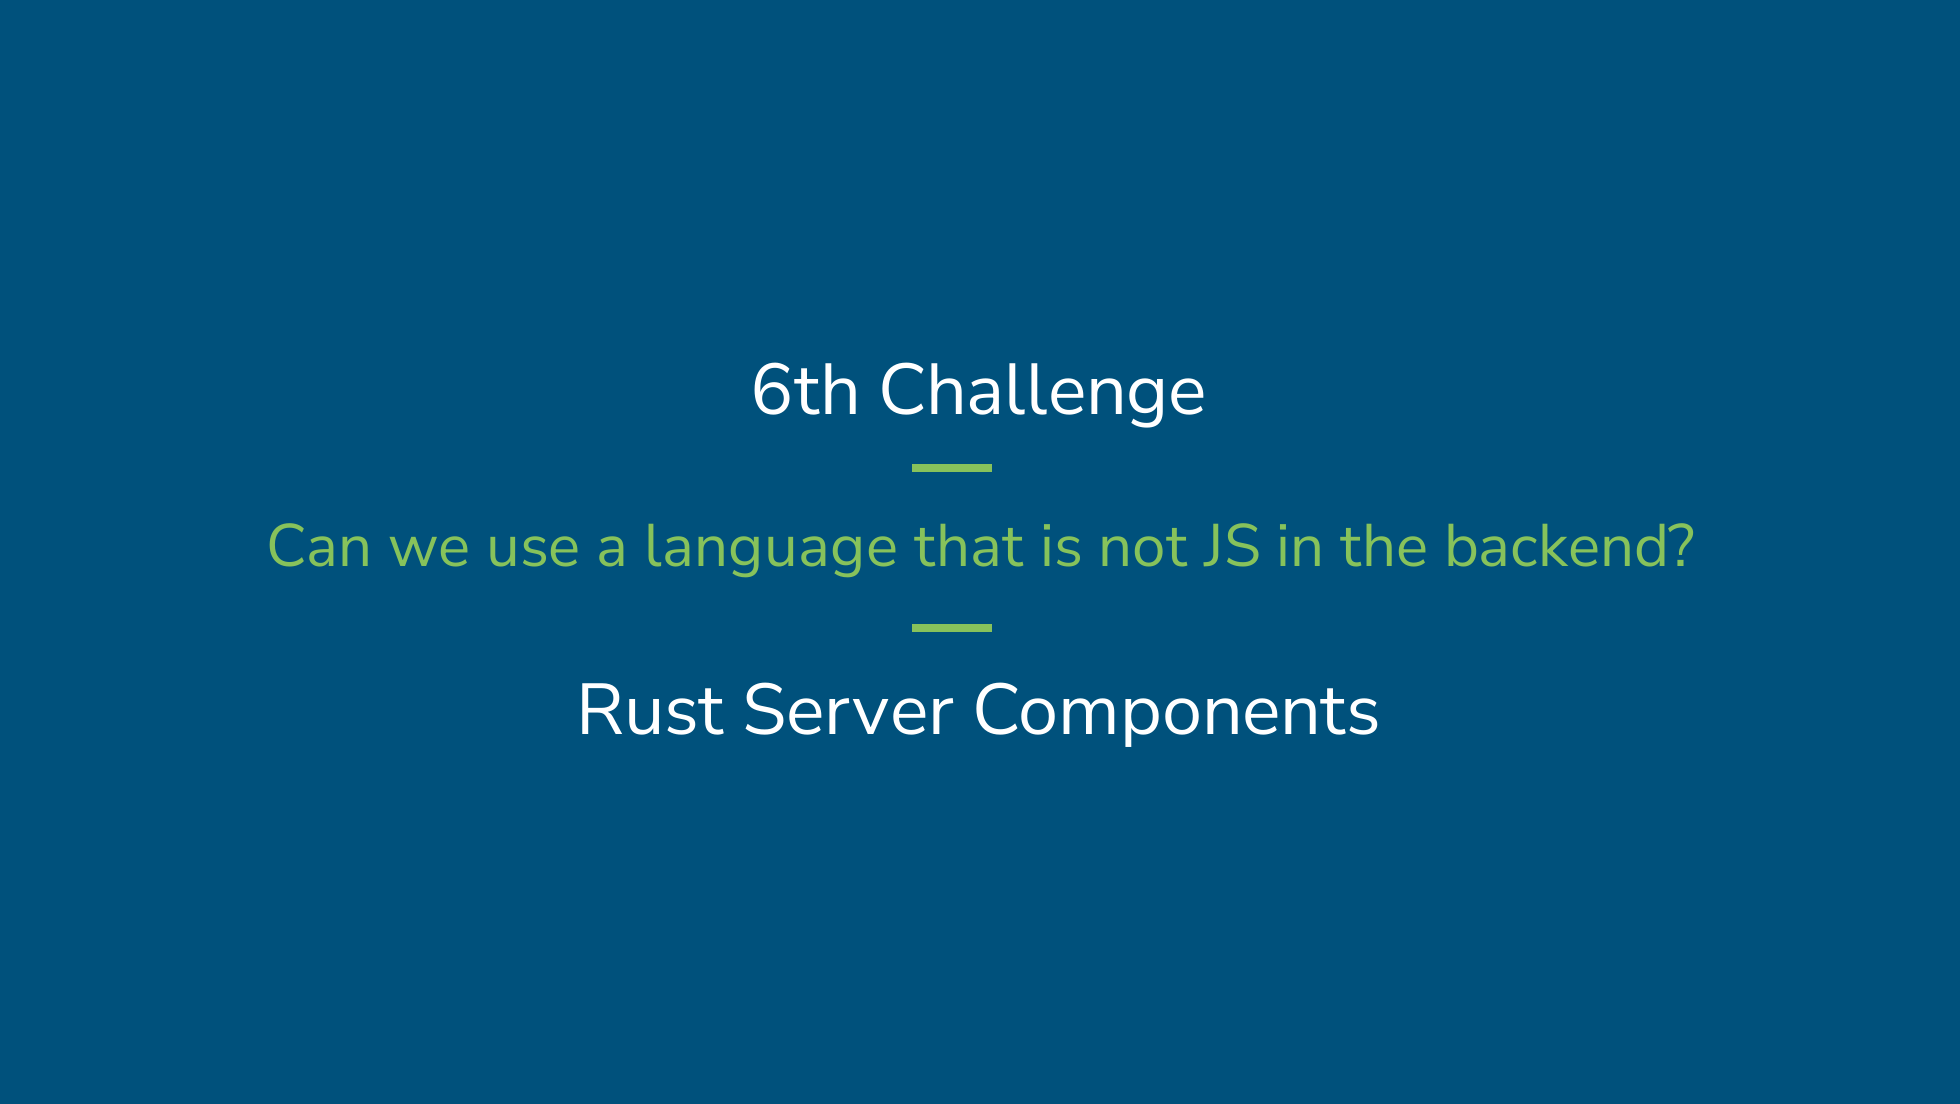 6th Challenge
Can we use a language that is not JS in the backend?
Rust Server Components